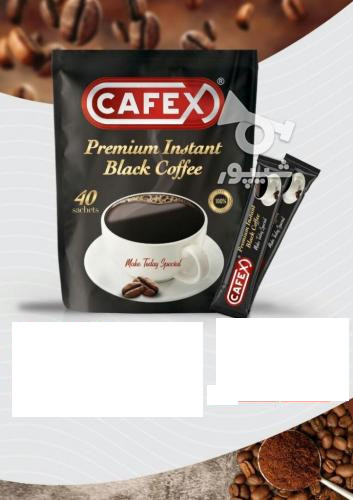 CAFEX®
Premium Instant
Black Coffee
40
sachets
100%
Make Today Special
شیپور
Premium Instant
Black Coffee
Make Today Special
CAFEX